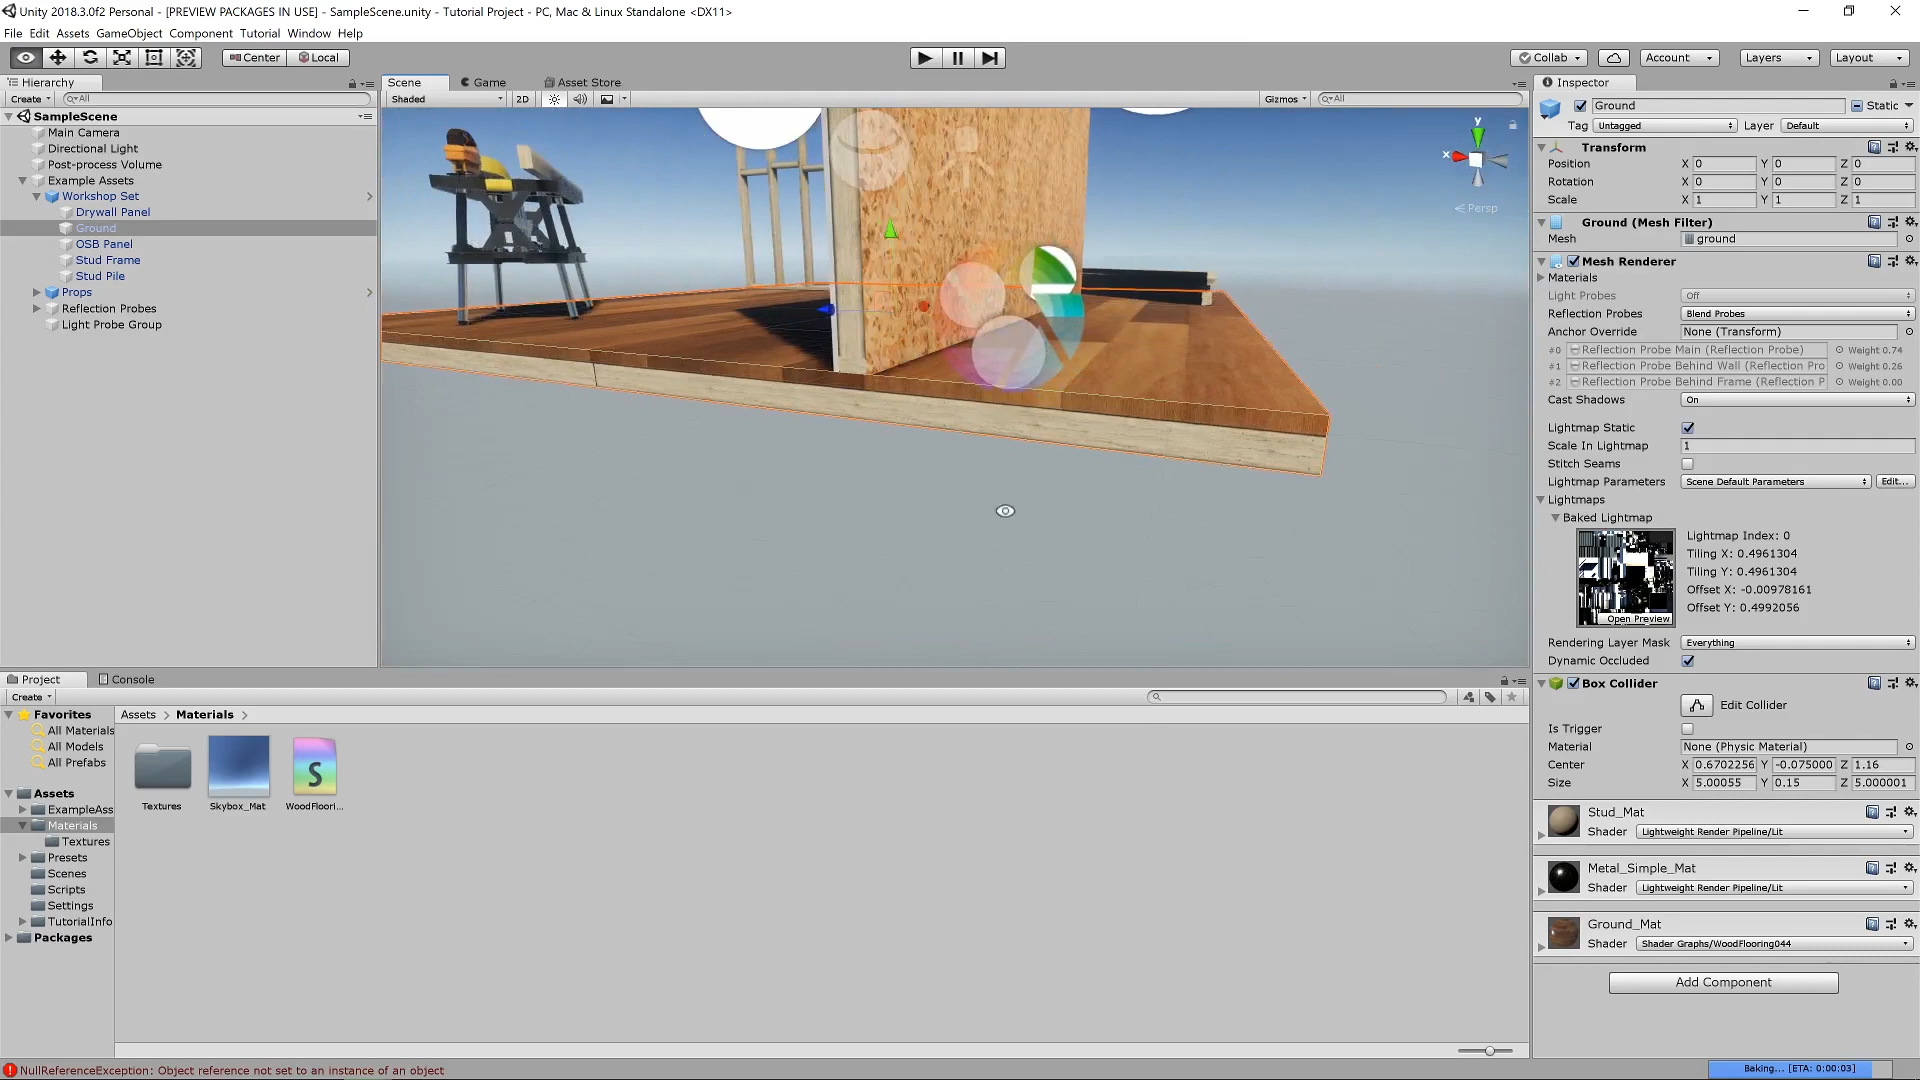 Unity 2018.3.0f2 Personal - [PREVIEW PACKAGES IN USE] - SampleScene.unity - Tutorial Project - PC, Mac & Linux Standalone <DX11>
File Edit Assets GameObject Component Tutorial Window Help
Center Local Collab Account Layers Layout
Hierarchy
Create All
SampleScene
Main Camera
Directional Light
Post-process Volume
Example Assets
Workshop Set
Drywall Panel
Ground
OSB Panel
Stud Frame
Stud Pile
Props
Reflection Probes
Light Probe Group
Scene Game Asset Store
Shaded 2D Gizmos All
y
x
Persp
Inspector
Ground Static
Tag Untagged Layer Default
Transform
Position X 0 Y 0 Z 0
Rotation X 0 Y 0 Z 0
Scale X 1 Y 1 Z 1
Ground (Mesh Filter)
Mesh ground
Mesh Renderer
Materials
Light Probes Off
Reflection Probes Blend Probes
Anchor Override None (Transform)
#0 Reflection Probe Main (Reflection Probe) Weight 0.74
#1 Reflection Probe Behind Wall (Reflection Pro Weight 0.26
#2 Reflection Probe Behind Frame (Reflection P Weight 0.00
Cast Shadows On
Lightmap Static
Scale In Lightmap 1
Stitch Seams
Lightmap Parameters Scene Default Parameters Edit...
Lightmaps
Baked Lightmap
Lightmap Index: 0
Tiling X: 0.4961304
Tiling Y: 0.4961304
Offset X: -0.00978161
Offset Y: 0.4992056
Open Preview
Rendering Layer Mask Everything
Dynamic Occluded
Box Collider
Edit Collider
Is Trigger
Material None (Physic Material)
Center X 0.6702256 Y -0.075000 Z 1.16
Size X 5.00055 Y 0.15 Z 5.000001
Stud_Mat
Shader Lightweight Render Pipeline/Lit
Metal_Simple_Mat
Shader Lightweight Render Pipeline/Lit
Ground_Mat
Shader Shader Graphs/WoodFlooring044
Add Component
Project Console
Create
Favorites
All Materials
All Models
All Prefabs
Assets
ExampleAss
Materials
Textures
Presets
Scenes
Scripts
Settings
TutorialInfo
Packages
Assets Materials
S
Textures Skybox_Mat WoodFloori...
NullReferenceException: Object reference not set to an instance of an object
Baking... [ETA: 0:00:03]